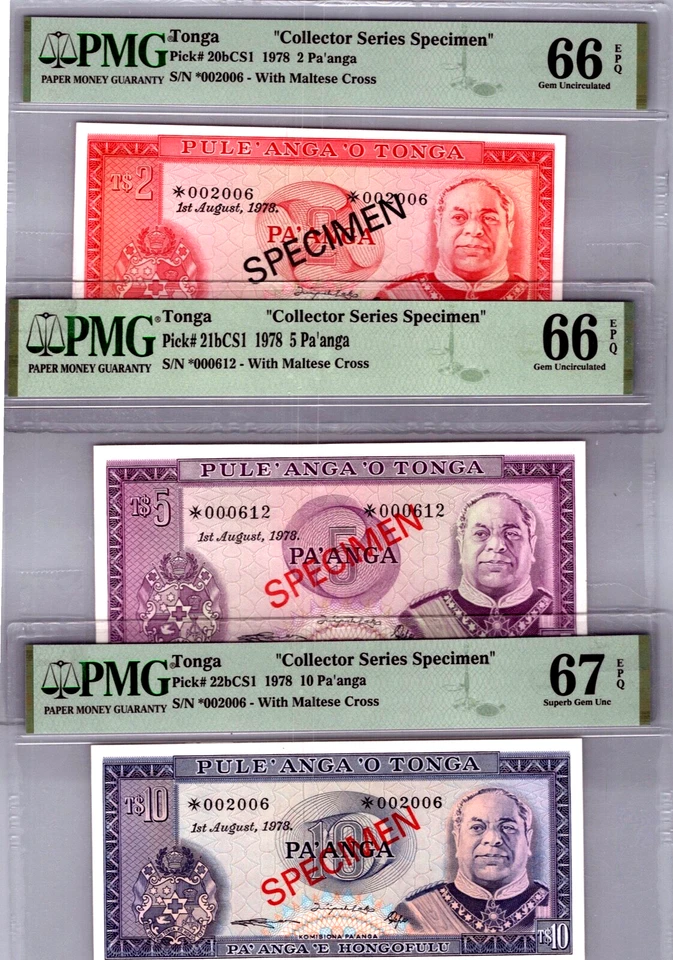 PMG® Tonga "Collector Series Specimen" 66 EPQ
Pick# 20bCS1 1978 2 Pa'anga
PAPER MONEY GUARANTY S/N *002006 - With Maltese Cross Gem Uncirculated
PULE'ANGA 'O TONGA
T$2
*002006 *002006
1st August, 1978.
PA'ANGA
SPECIMEN
PMG® Tonga "Collector Series Specimen" 66 EPQ
Pick# 21bCS1 1978 5 Pa'anga
PAPER MONEY GUARANTY S/N *000612 - With Maltese Cross Gem Uncirculated
PULE'ANGA 'O TONGA
T$5
*000612 *000612
1st August, 1978.
5
PA'ANGA
SPECIMEN
PMG® Tonga "Collector Series Specimen" 67 EPQ
Pick# 22bCS1 1978 10 Pa'anga
PAPER MONEY GUARANTY S/N *002006 - With Maltese Cross Superb Gem Unc
PULE'ANGA 'O TONGA
T$10
*002006 *002006
1st August, 1978.
10
PA'ANGA
SPECIMEN
KOMISIONA PA'ANGA
PA'ANGA 'E HONGOFULU
T$10